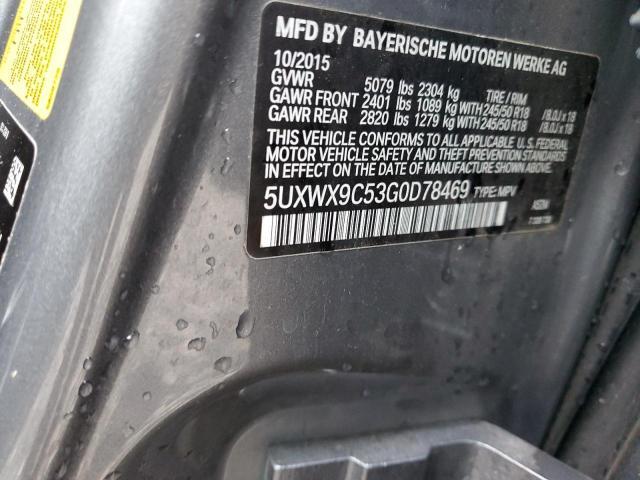 MFD BY BAYERISCHE MOTOREN WERKE AG
10/2015
GVWR 5079 lbs 2304 kg TIRE / RIM
GAWR FRONT 2401 lbs 1089 kg WITH 245/50 R18 / 8.0J x 18
GAWR REAR 2820 lbs 1279 kg WITH 245/50 R18 / 8.0J x 18
THIS VEHICLE CONFORMS TO ALL APPLICABLE U.S. FEDERAL
MOTOR VEHICLE SAFETY, AND THEFT PREVENTION STANDARDS
IN EFFECT ON THE DATE OF MANUFACTURE SHOWN ABOVE.
5UXWX9C53G0D78469 TYPE: MPV